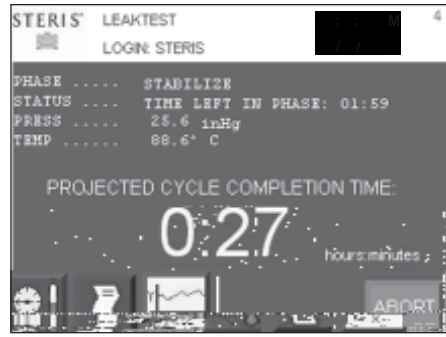 STERIS LEAKTEST 4
LOGIN: STERIS
PHASE ..... STABILIZE
STATUS .... TIME LEFT IN PHASE: 01:59
PRESS ..... 25.6 inHg
TEMP ...... 88.6° C
PROJECTED CYCLE COMPLETION TIME:
0:27
hours:minutes
ABORT